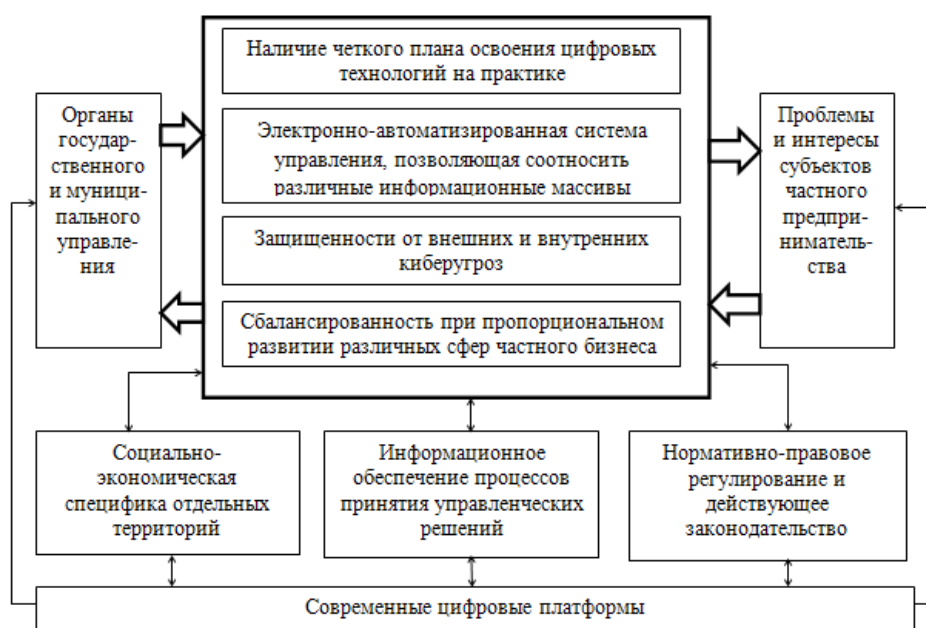 Наличие четкого плана освоения цифровых
технологий на практике
Органы
государ-
ственного
и муници-
пального
управле-
ния
Электронно-автоматизированная система
управления, позволяющая соотносить
различные информационные массивы
Проблемы
и интересы
субъектов
частного
предпри-
ниматель-
ства
Защищенности от внешних и внутренних
киберугроз
Сбалансированность при пропорциональном
развитии различных сфер частного бизнеса
Социально-
экономическая
специфика отдельных
территорий
Информационное
обеспечение процессов
принятия управленческих
решений
Нормативно-правовое
регулирование и
действующее
законодательство
Современные цифровые платформы